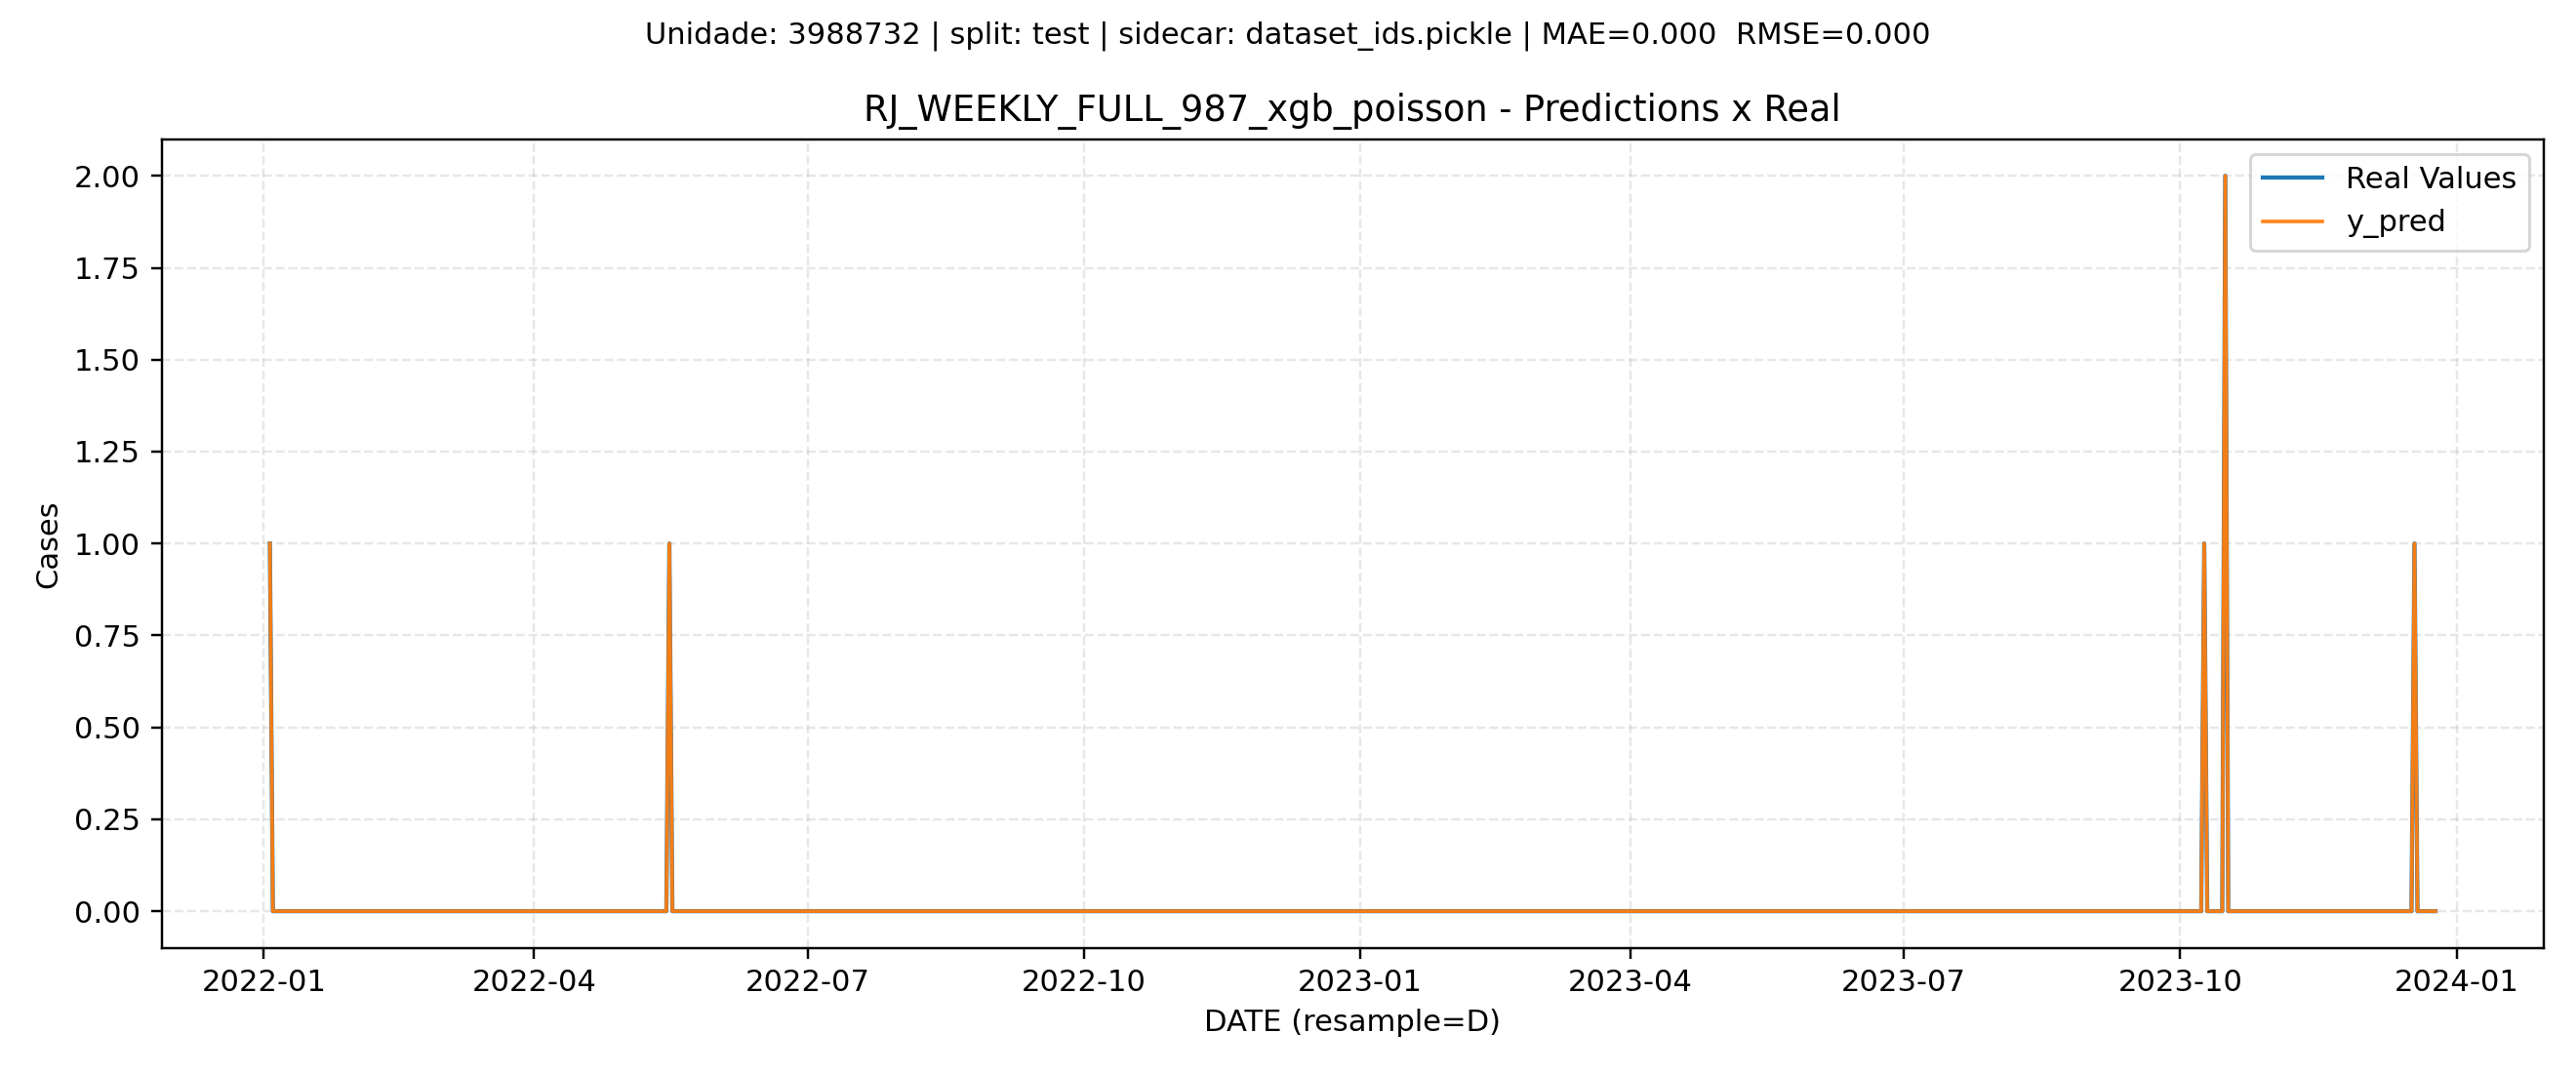 Unidade: 3988732 | split: test | sidecar: dataset_ids.pickle | MAE=0.000  RMSE=0.000
RJ_WEEKLY_FULL_987_xgb_poisson - Predictions x Real
Real Values
y_pred
2.00
1.75
1.50
1.25
1.00
0.75
0.50
0.25
0.00
Cases
2022-01 2022-04 2022-07 2022-10 2023-01 2023-04 2023-07 2023-10 2024-01
DATE (resample=D)